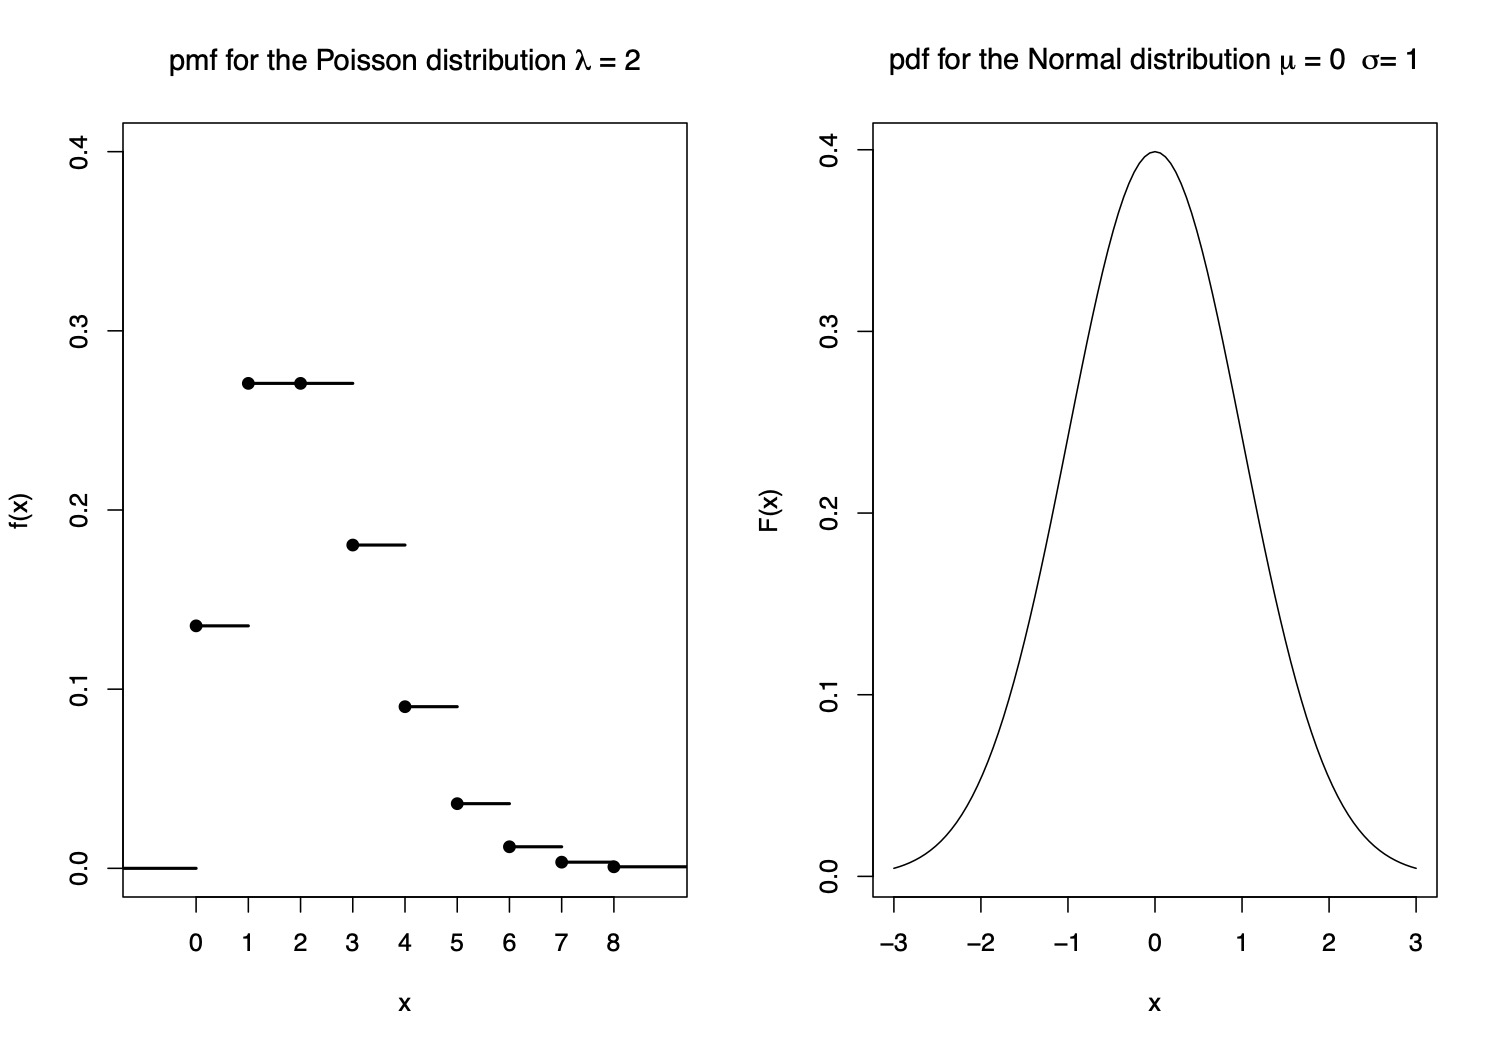 pmf for the Poisson distribution λ = 2
f(x)
0.4
0.3
0.2
0.1
0.0
0 1 2 3 4 5 6 7 8
x
pdf for the Normal distribution μ = 0 σ= 1
F(x)
0.4
0.3
0.2
0.1
0.0
−3 −2 −1 0 1 2 3
x